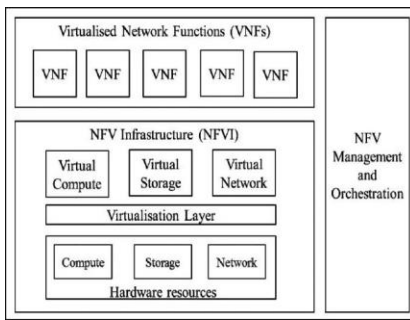 Virtualised Network Functions (VNFs)
VNF VNF VNF VNF VNF
NFV Infrastructure (NFVI)
Virtual Compute
Virtual Storage
Virtual Network
Virtualisation Layer
Compute Storage Network
Hardware resources
NFV
Management
and
Orchestration